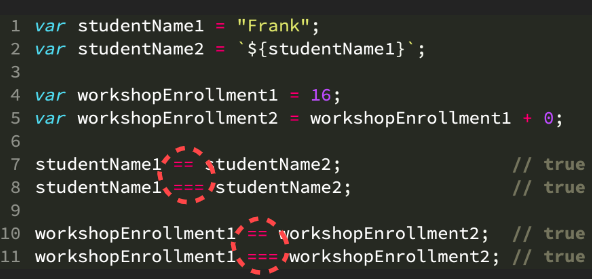 1 var studentName1 = "Frank";
2 var studentName2 = `${studentName1}`;
3
4 var workshopEnrollment1 = 16;
5 var workshopEnrollment2 = workshopEnrollment1 + 0;
6
7 studentName1 == studentName2; // true
8 studentName1 === studentName2; // true
9
10 workshopEnrollment1 == workshopEnrollment2; // true
11 workshopEnrollment1 === workshopEnrollment2; // true